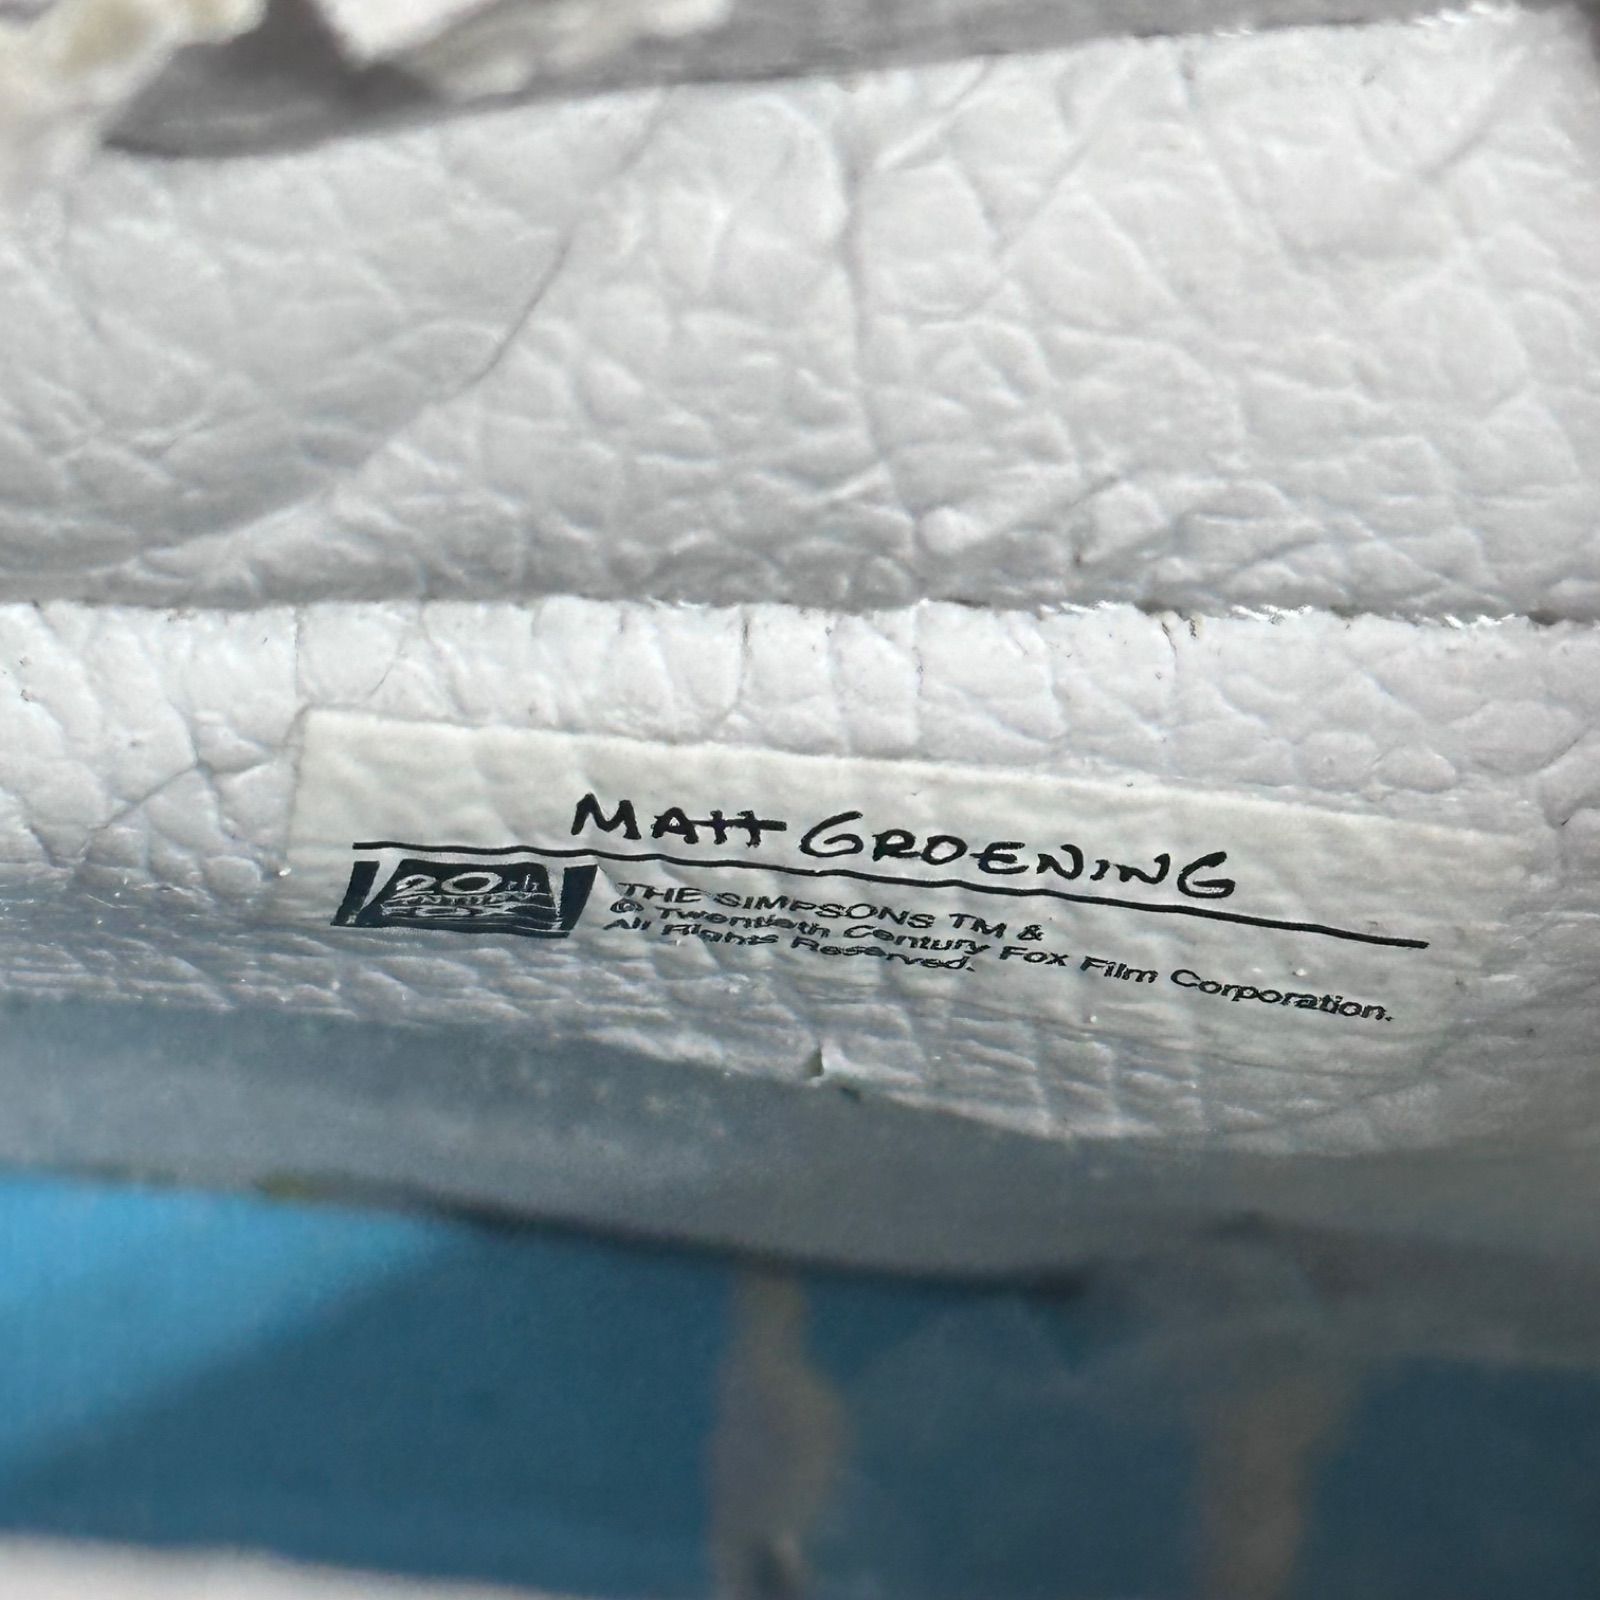 MATT GROENING
20th
CENTURY
FOX
THE SIMPSONS TM &
© Twentieth Century Fox Film Corporation.
All Rights Reserved.